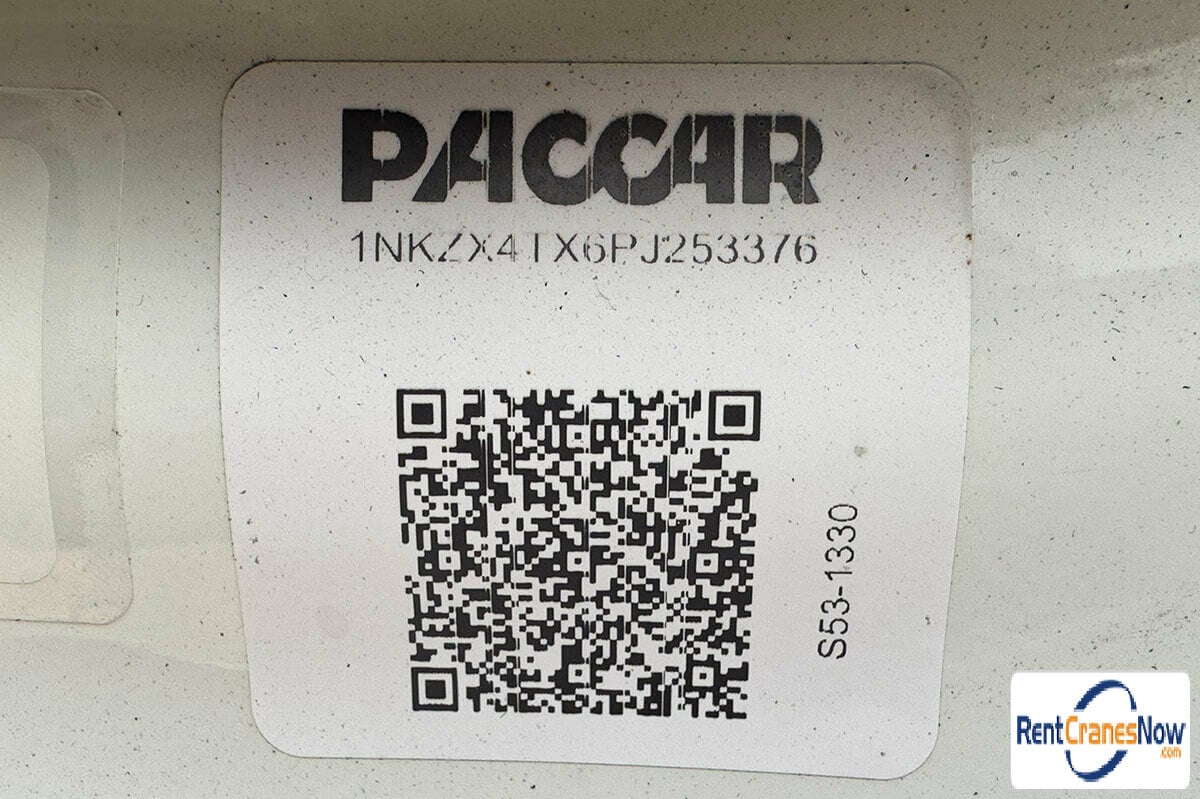 PACCAR
1NKZX4TX6PJ253376
S53-1330
RentCranesNow
.com